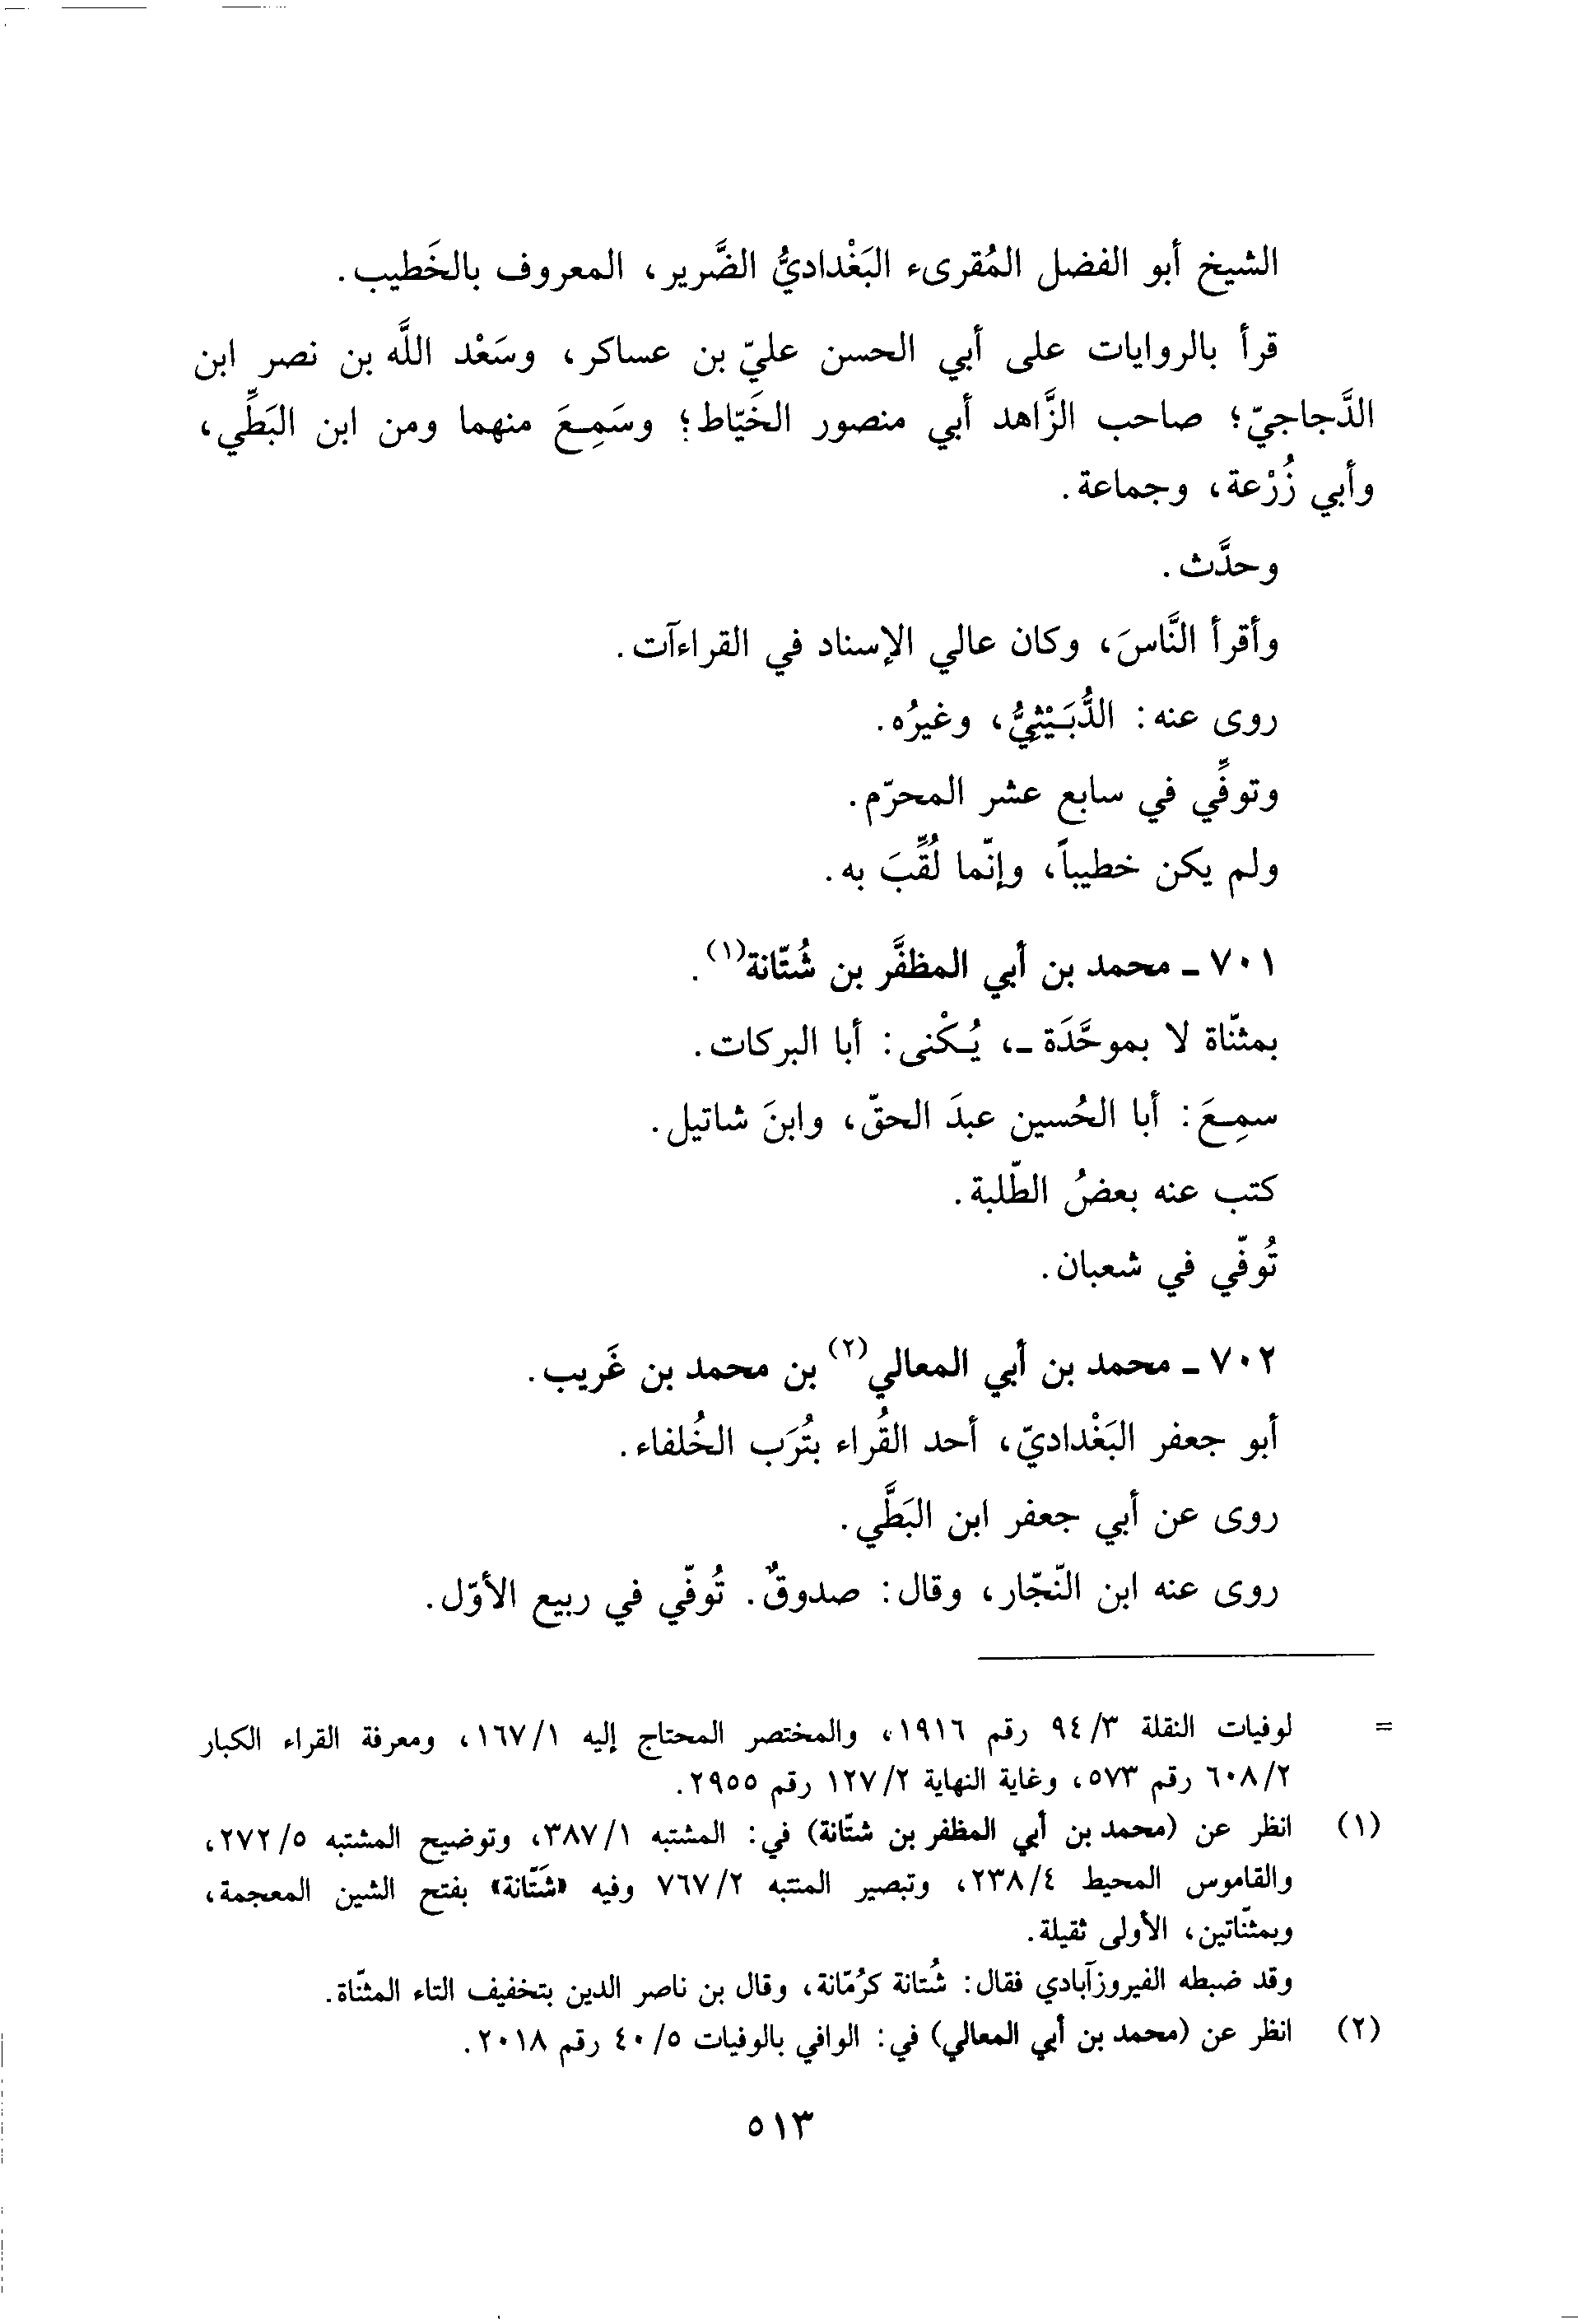 الشيخ أبو الفضل المُقرىء البَغْداديُّ الضَّرير، المعروف بالخَطيب.
قرأ بالروايات على أبي الحسن عليّ بن عساكر، وسَعْد اللَّه بن نصر ابن
الدَّجاجيّ؛ صاحب الزَّاهد أبي منصور الخَيّاط؛ وسَمِعَ منهما ومن ابن البَطِّي،
وأبي زُرْعة، وجماعة.
وحدَّث.
وأقرأ النَّاسَ، وكان عالي الإسناد في القراءآت.
روى عنه: الدُّبَيْثِيُّ، وغيرُه.
وتوفِّي في سابع عشر المحرّم.
ولم يكن خطيباً، وإنّما لُقِّبَ به.
٧٠١ ـ محمد بن أبي المظفَّر بن شُتّانة(١).
بمثنّاة لا بموحَّدَة ـ، يُكْنى: أبا البركات.
سمِعَ: أبا الحُسين عبدَ الحقّ، وابنَ شاتيل.
كتب عنه بعضُ الطّلبة.
تُوفّي في شعبان.
٧٠٢ ـ محمد بن أبي المعالي(٢) بن محمد بن غَريب.
أبو جعفر البَغْداديّ، أحد القُراء بتُرَب الخُلفاء.
روى عن أبي جعفر ابن البَطَّي.
روى عنه ابن النّجّار، وقال: صدوقٌ. تُوفّي في ربيع الأوّل.
= لوفيات النقلة ٩٤/٣ رقم ١٩١٦، والمختصر المحتاج إليه ١٦٧/١، ومعرفة القراء الكبار
٦٠٨/٢ رقم ٥٧٣، وغاية النهاية ١٢٧/٢ رقم ٢٩٥٥.
(١) انظر عن (محمد بن أبي المظفر بن شتّانة) في: المشتبه ٣٨٧/١، وتوضيح المشتبه ٢٧٢/٥،
والقاموس المحيط ٢٣٨/٤، وتبصير المنتبه ٧٦٧/٢ وفيه «شَتّانة» بفتح الشين المعجمة،
وبمثنّاتين، الأولى ثقيلة.
وقد ضبطه الفيروزآبادي فقال: شُتانة كرُمّانة، وقال بن ناصر الدين بتخفيف التاء المثنّاة.
(٢) انظر عن (محمد بن أبي المعالي) في: الوافي بالوفيات ٤٠/٥ رقم ٢٠١٨.
٥١٣